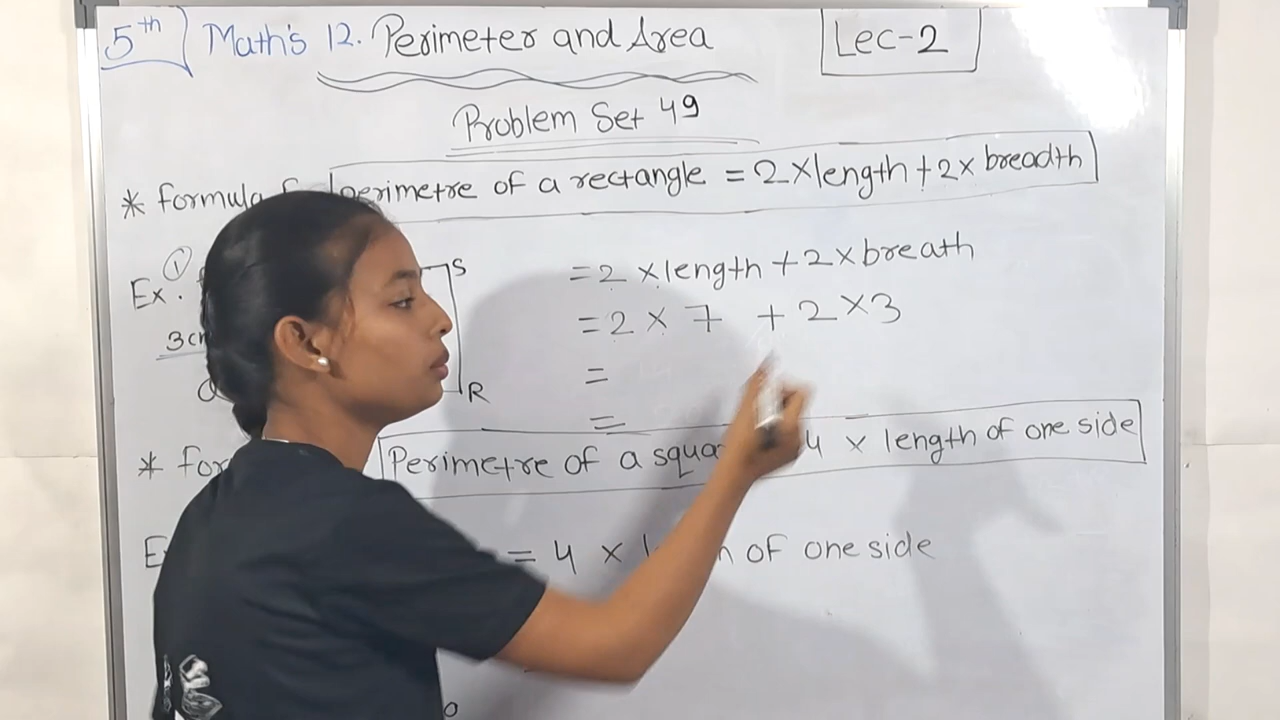 5th Math's 12. Perimeter and Area Lec-2
Problem Set 49
* formula perimetre of a rectangle = 2×length+2× breadth
Ex. 1 S = 2 ×length +2×breath
3cm = 2 × 7 + 2 ×3
R =
=
* for Perimetre of a squa 4 × length of one side
E = 4 × l h of one side